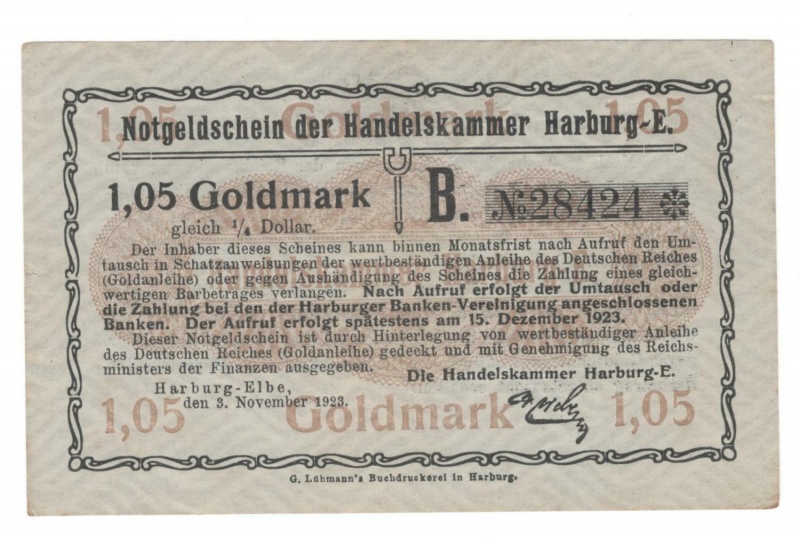 1,05 Goldmark 1,05
Notgeldschein der Handelskammer Harburg-E.
1,05 Goldmark B. № 28424 ✻
gleich 1/4 Dollar.
Der Inhaber dieses Scheines kann binnen Monatsfrist nach Aufruf den Um-
tausch in Schatzanweisungen der wertbeständigen Anleihe des Deutschen Reiches
(Goldanleihe) oder gegen Aushändigung des Scheines die Zahlung eines gleich-
wertigen Barbetrages verlangen. Nach Aufruf erfolgt der Umtausch oder
die Zahlung bei den der Harburger Banken-Vereinigung angeschlossenen
Banken. Der Aufruf erfolgt spätestens am 15. Dezember 1923.
Dieser Notgeldschein ist durch Hinterlegung von wertbeständiger Anleihe
des Deutschen Reiches (Goldanleihe) gedeckt und mit Genehmigung des Reichs-
ministers der Finanzen ausgegeben.
Die Handelskammer Harburg-E.
Harburg-Elbe,
den 3. November 1923.
1,05 Goldmark 1,05
G. Lühmann's Buchdruckerei in Harburg.